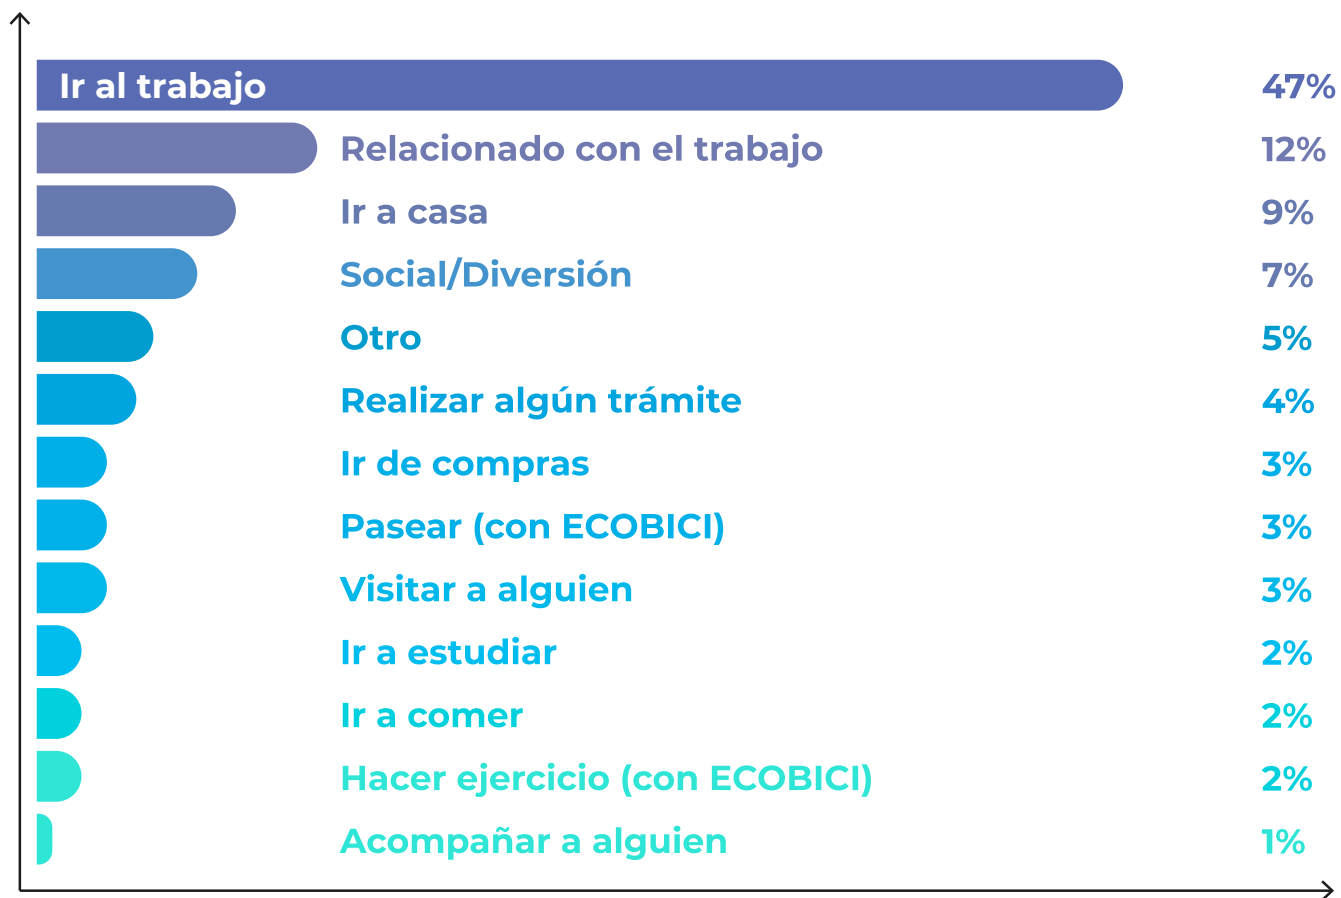 Ir al trabajo 47%
Relacionado con el trabajo 12%
Ir a casa 9%
Social/Diversión 7%
Otro 5%
Realizar algún trámite 4%
Ir de compras 3%
Pasear (con ECOBICI) 3%
Visitar a alguien 3%
Ir a estudiar 2%
Ir a comer 2%
Hacer ejercicio (con ECOBICI) 2%
Acompañar a alguien 1%